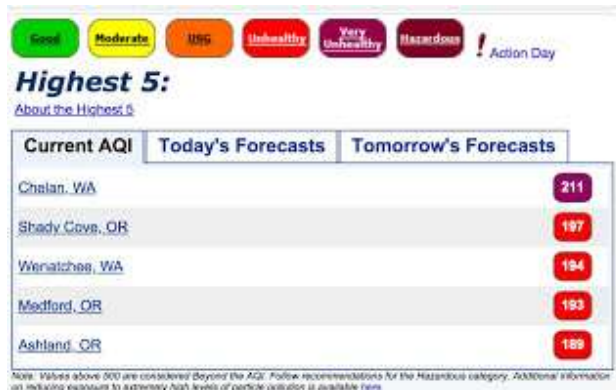 Good Moderate USG Unhealthy Very Unhealthy Hazardous ! Action Day
Highest 5:
About the Highest 5
Current AQI Today's Forecasts Tomorrow's Forecasts
Chelan, WA 211
Shady Cove, OR 197
Wenatchee, WA 194
Medford, OR 193
Ashland, OR 189
Note: Values above 500 are considered Beyond the AQI. Follow recommendations for the Hazardous category. Additional information
on reducing exposure to extremely high levels of particle pollution is available here.